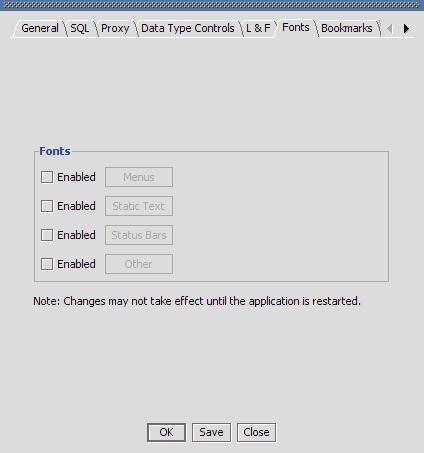 General SQL Proxy Data Type Controls L & F Fonts Bookmarks
Fonts
Enabled Menus
Enabled Static Text
Enabled Status Bars
Enabled Other
Note: Changes may not take effect until the application is restarted.
OK Save Close